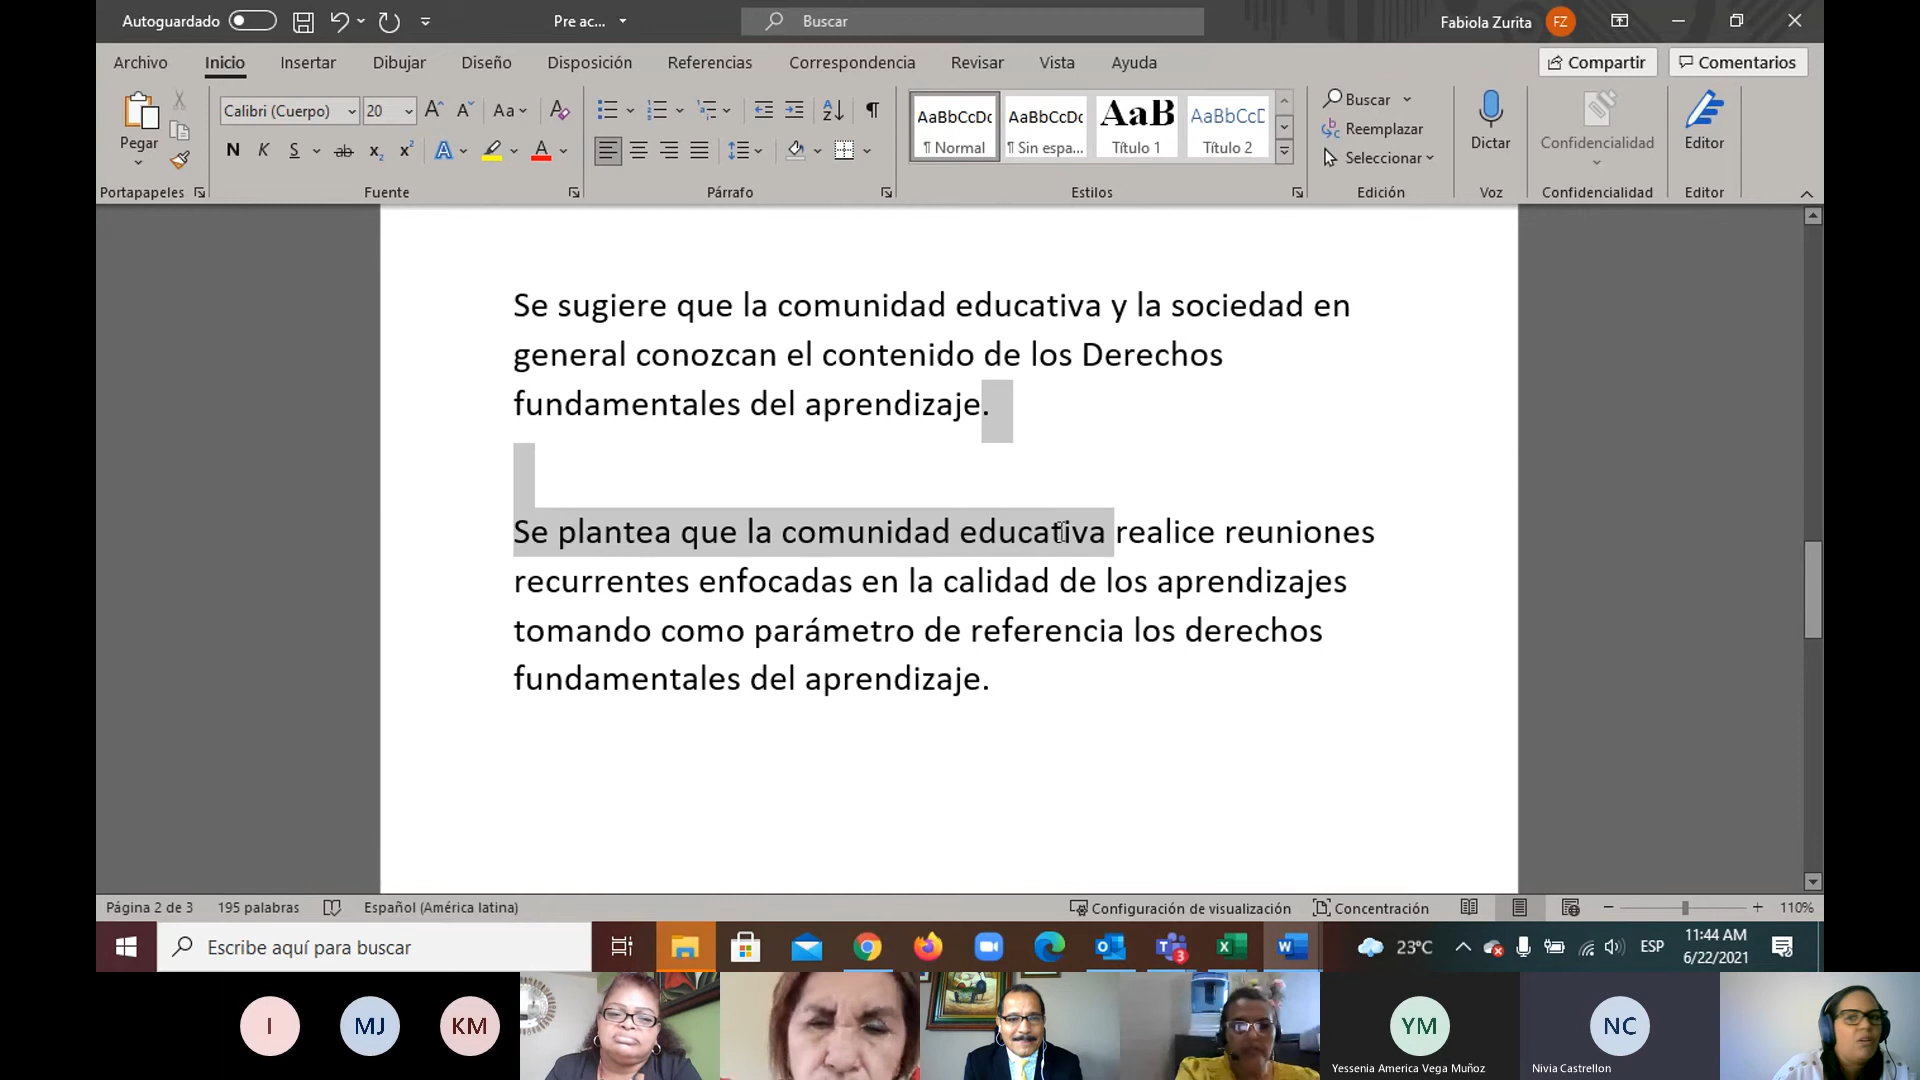 Autoguardado
Pre ac...
Buscar
Fabiola Zurita
FZ
Archivo
Inicio
Insertar
Dibujar
Diseño
Disposición
Referencias
Correspondencia
Revisar
Vista
Ayuda
Compartir
Comentarios
Pegar
Portapapeles
Calibri (Cuerpo)
20
Aa
N K S ab x₂ x²
Fuente
Párrafo
AaBbCcDc
¶ Normal
AaBbCcDc
¶ Sin espa...
AaB
Título 1
AaBbCcD
Título 2
Estilos
Buscar
Reemplazar
Seleccionar
Edición
Dictar
Voz
Confidencialidad
Confidencialidad
Editor
Editor
Se sugiere que la comunidad educativa y la sociedad en
general conozcan el contenido de los Derechos
fundamentales del aprendizaje.
Se plantea que la comunidad educativa realice reuniones
recurrentes enfocadas en la calidad de los aprendizajes
tomando como parámetro de referencia los derechos
fundamentales del aprendizaje.
Página 2 de 3
195 palabras
Español (América latina)
Configuración de visualización
Concentración
110%
Escribe aquí para buscar
3
23°C
ESP
11:44 AM
6/22/2021
I
MJ
KM
YM
Yessenia America Vega Muñoz
NC
Nivia Castrellon